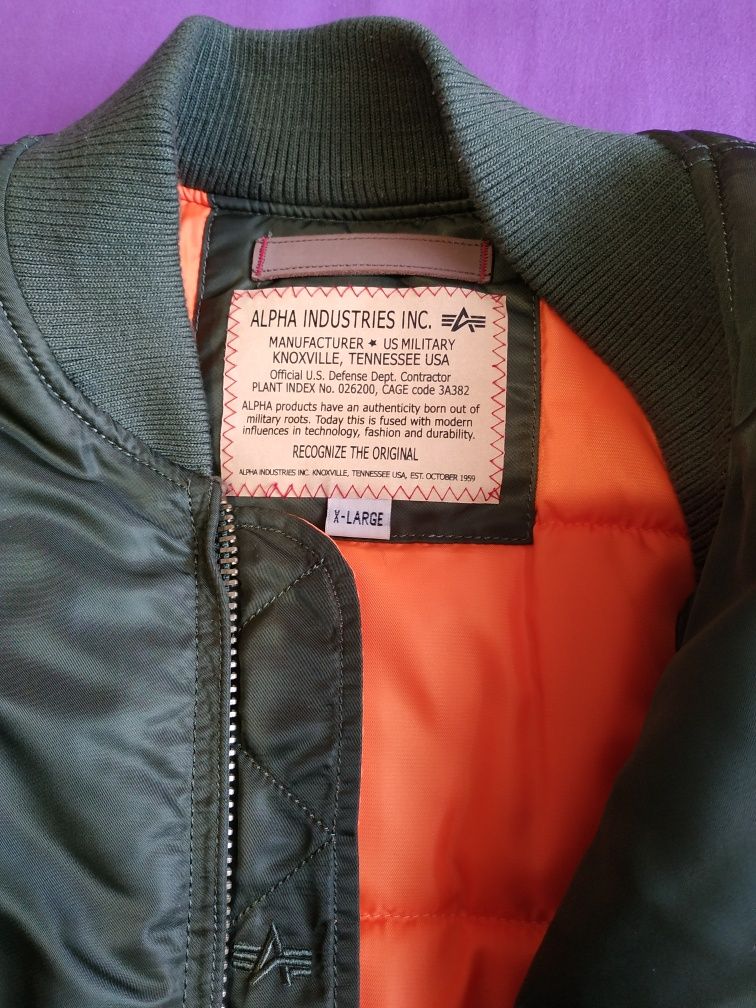 ALPHA INDUSTRIES INC.
MANUFACTURER ★ US MILITARY
KNOXVILLE, TENNESSEE USA
Official U.S. Defense Dept. Contractor
PLANT INDEX No. 026200, CAGE code 3A382
ALPHA products have an authenticity born out of
military roots. Today this is fused with modern
influences in technology, fashion and durability.
RECOGNIZE THE ORIGINAL
ALPHA INDUSTRIES INC. KNOXVILLE, TENNESSEE USA, EST. OCTOBER 1959
X-LARGE